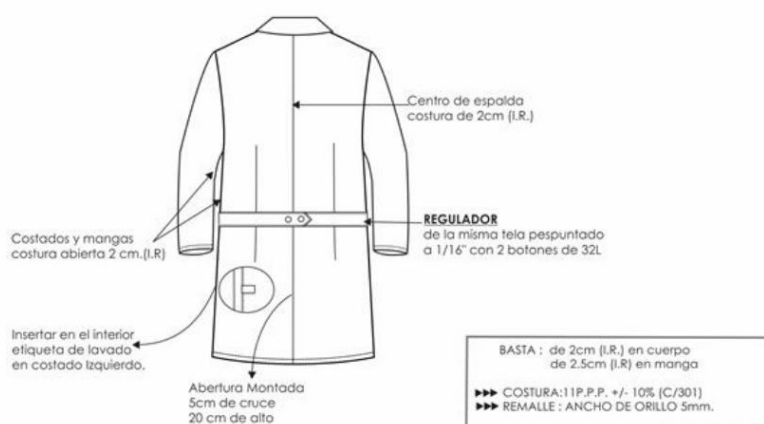 Centro de espalda
costura de 2cm (I.R.)
REGULADOR
de la misma tela pespuntado
a 1/16" con 2 botones de 32L
Costados y mangas
costura abierta 2 cm.(I.R)
Insertar en el interior
etiqueta de lavado
en costado Izquierdo.
Abertura Montada
5cm de cruce
20 cm de alto
BASTA : de 2cm (I.R.) en cuerpo
de 2.5cm (I.R) en manga
COSTURA:11P.P.P. +/- 10% (C/301)
REMALLE : ANCHO DE ORILLO 5mm.